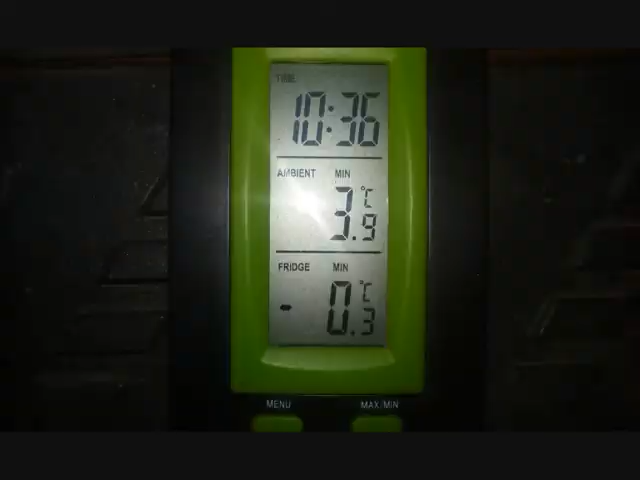 TIME
10:36
AMBIENT MIN
3.9 °C
FRIDGE MIN
-0.3 °C
MENU MAX/MIN